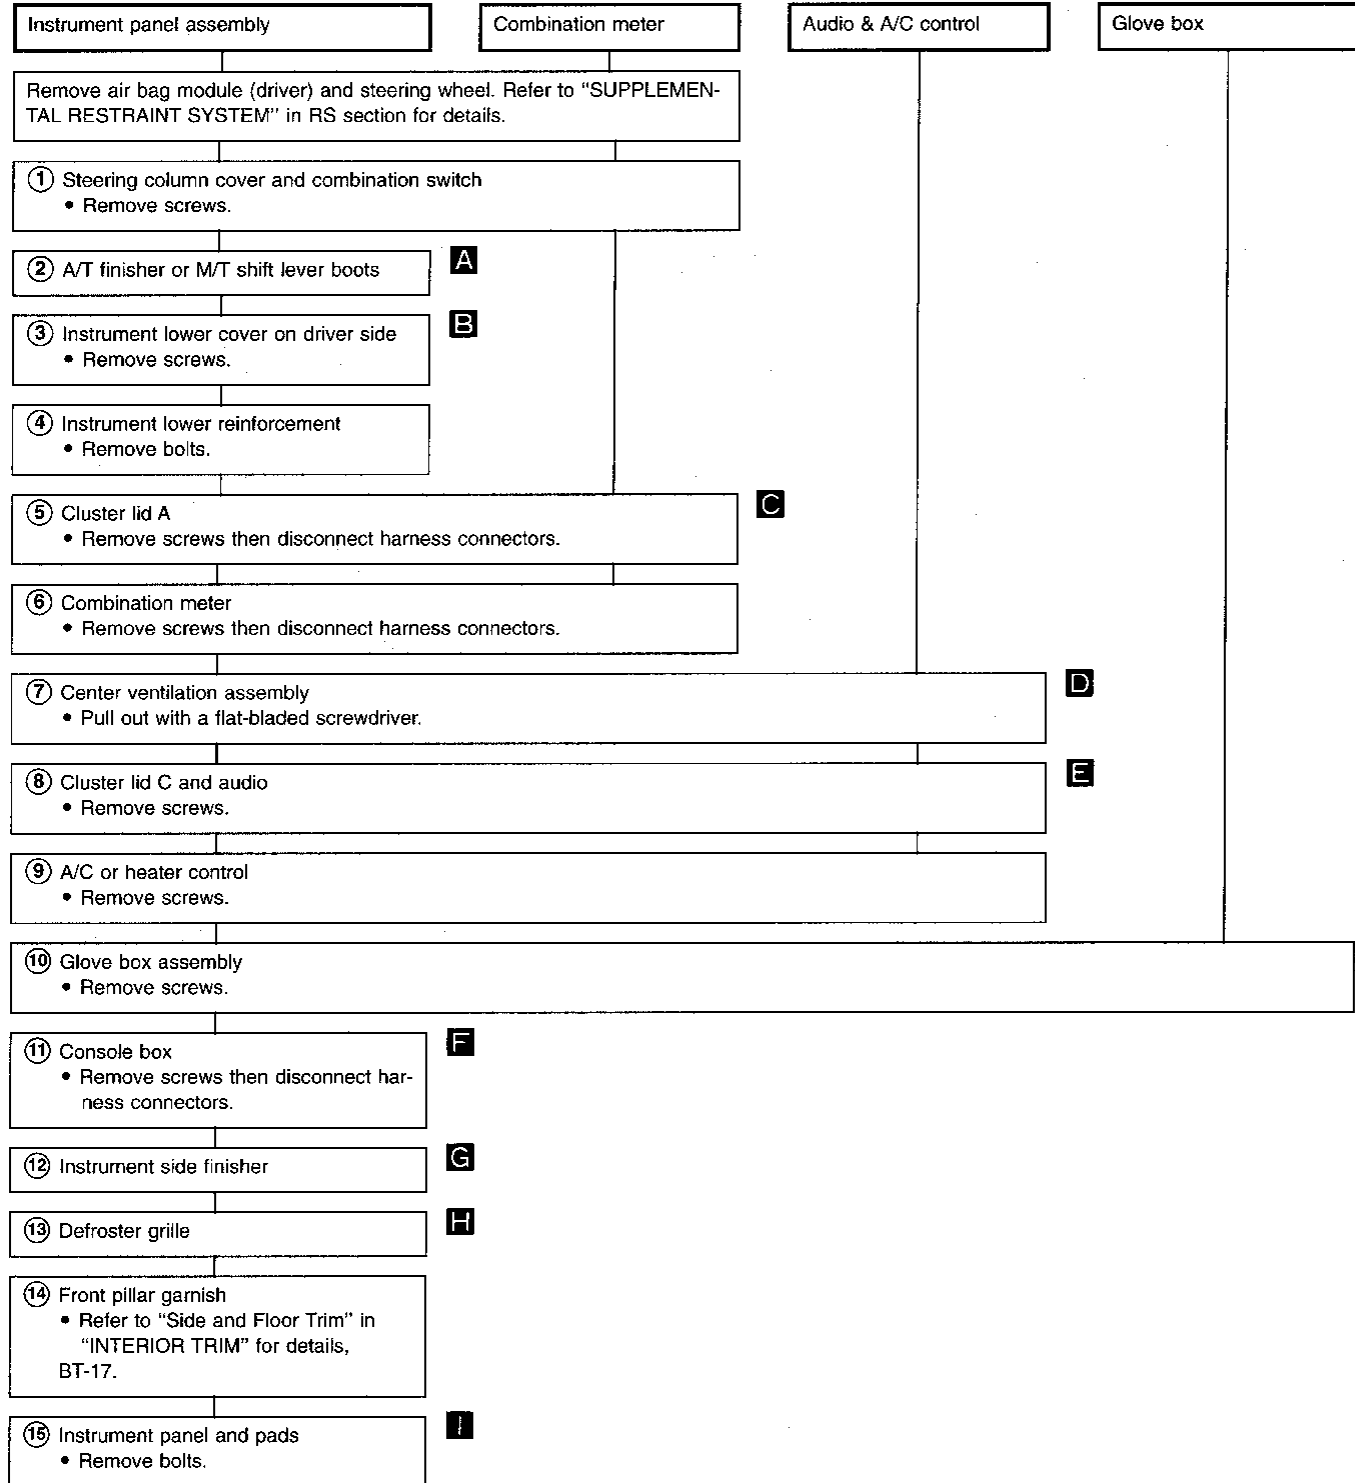 Instrument panel assembly
Combination meter
Audio & A/C control
Glove box
Remove air bag module (driver) and steering wheel. Refer to “SUPPLEMEN-
TAL RESTRAINT SYSTEM” in RS section for details.
① Steering column cover and combination switch
• Remove screws.
② A/T finisher or M/T shift lever boots
A
③ Instrument lower cover on driver side
• Remove screws.
B
④ Instrument lower reinforcement
• Remove bolts.
⑤ Cluster lid A
• Remove screws then disconnect harness connectors.
C
⑥ Combination meter
• Remove screws then disconnect harness connectors.
⑦ Center ventilation assembly
• Pull out with a flat-bladed screwdriver.
D
⑧ Cluster lid C and audio
• Remove screws.
E
⑨ A/C or heater control
• Remove screws.
⑩ Glove box assembly
• Remove screws.
⑪ Console box
• Remove screws then disconnect har-
ness connectors.
F
⑫ Instrument side finisher
G
⑬ Defroster grille
H
⑭ Front pillar garnish
• Refer to “Side and Floor Trim” in
“INTERIOR TRIM” for details,
BT-17.
⑮ Instrument panel and pads
• Remove bolts.
I